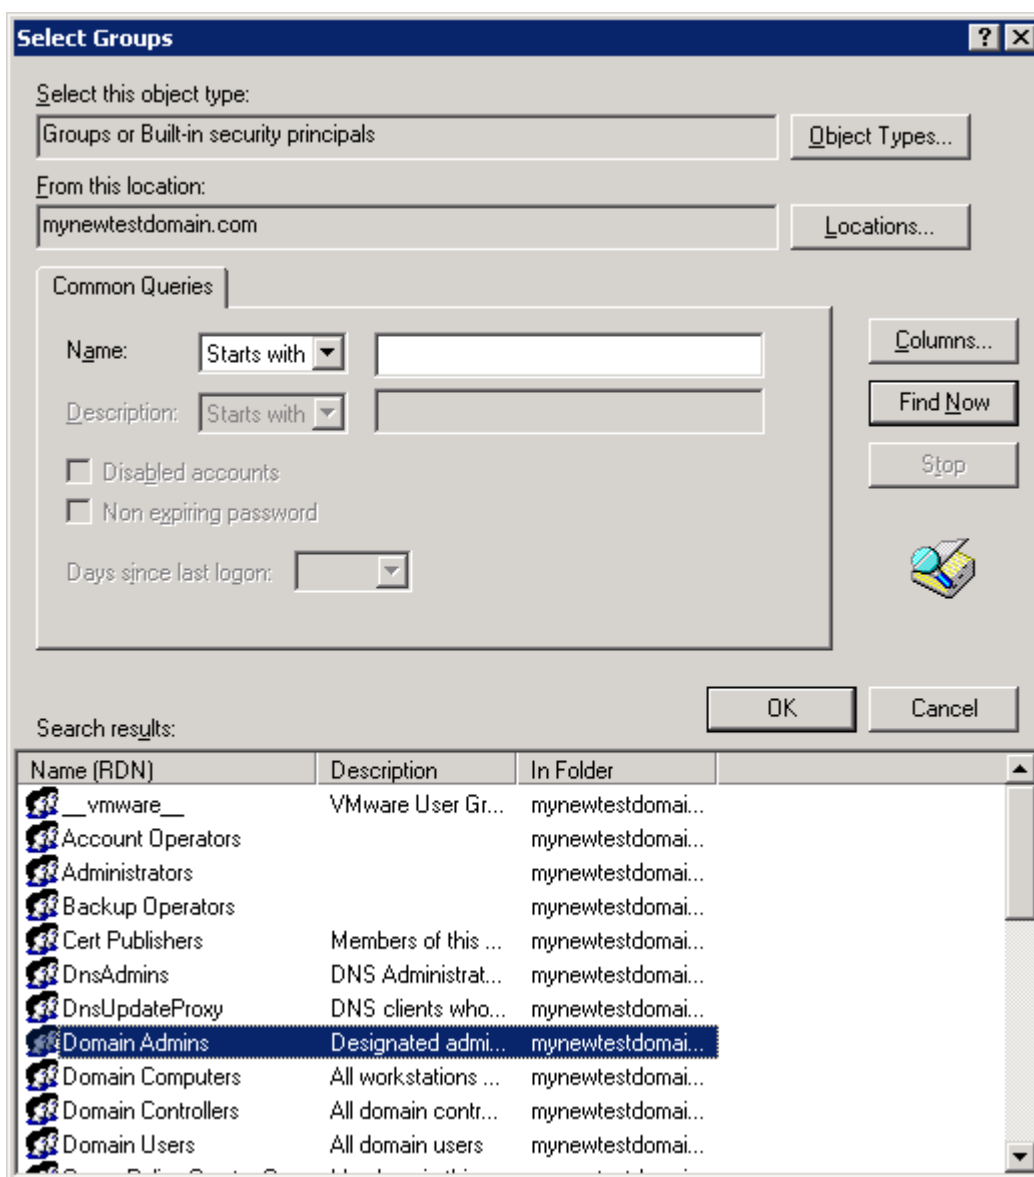 Select Groups
Select this object type:
Groups or Built-in security principals
Object Types...
From this location:
mynewtestdomain.com
Locations...
Common Queries
Name: Starts with
Columns...
Description: Starts with
Find Now
Disabled accounts
Stop
Non expiring password
Days since last logon:
OK Cancel
Search results:
Name (RDN) Description In Folder
__vmware__ VMware User Gr... mynewtestdomai...
Account Operators mynewtestdomai...
Administrators mynewtestdomai...
Backup Operators mynewtestdomai...
Cert Publishers Members of this ... mynewtestdomai...
DnsAdmins DNS Administrat... mynewtestdomai...
DnsUpdateProxy DNS clients who... mynewtestdomai...
Domain Admins Designated admi... mynewtestdomai...
Domain Computers All workstations ... mynewtestdomai...
Domain Controllers All domain contr... mynewtestdomai...
Domain Users All domain users mynewtestdomai...